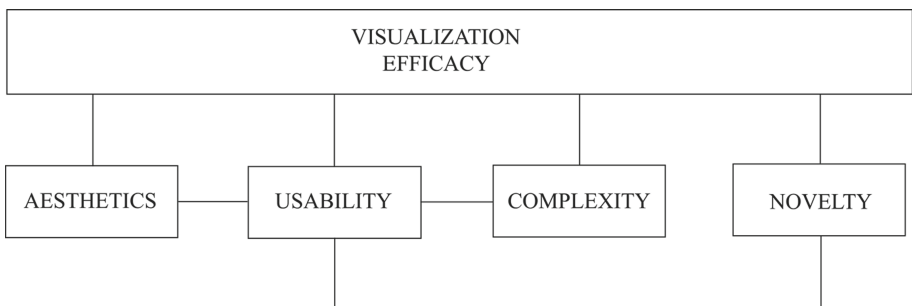 VISUALIZATION
EFFICACY
AESTHETICS
USABILITY
COMPLEXITY
NOVELTY